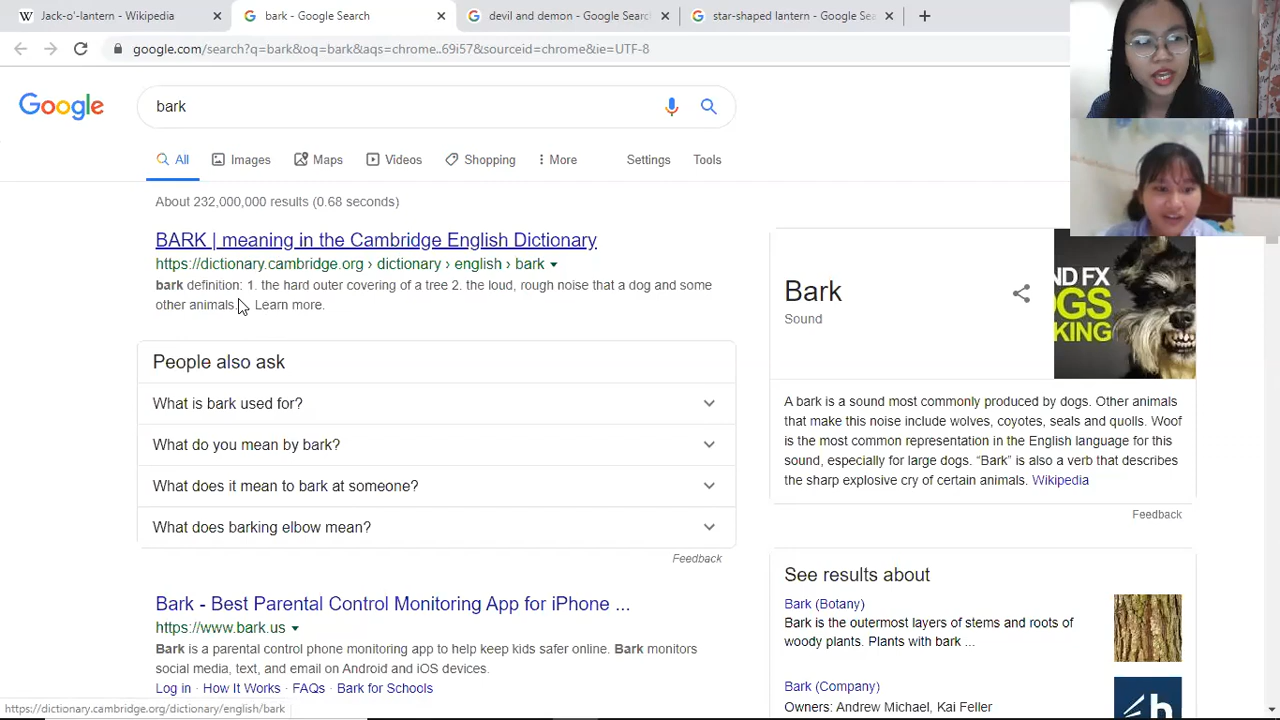 Jack-o'-lantern - Wikipedia
bark - Google Search
devil and demon - Google Searc
star-shaped lantern - Google Sea
google.com/search?q=bark&oq=bark&aqs=chrome..69i57&sourceid=chrome&ie=UTF-8
Google
bark
All
Images
Maps
Videos
Shopping
More
Settings
Tools
About 232,000,000 results (0.68 seconds)
BARK | meaning in the Cambridge English Dictionary
https://dictionary.cambridge.org › dictionary › english › bark
bark definition: 1. the hard outer covering of a tree 2. the loud, rough noise that a dog and some
other animals. Learn more.
People also ask
What is bark used for?
What do you mean by bark?
What does it mean to bark at someone?
What does barking elbow mean?
Feedback
Bark - Best Parental Control Monitoring App for iPhone ...
https://www.bark.us
Bark is a parental control phone monitoring app to help keep kids safer online. Bark monitors
social media, text, and email on Android and iOS devices.
Log in · How It Works · FAQs · Bark for Schools
https://dictionary.cambridge.org/dictionary/english/bark
Bark
Sound
ND FX
OGS
KING
A bark is a sound most commonly produced by dogs. Other animals
that make this noise include wolves, coyotes, seals and quolls. Woof
is the most common representation in the English language for this
sound, especially for large dogs. “Bark” is also a verb that describes
the sharp explosive cry of certain animals. Wikipedia
Feedback
See results about
Bark (Botany)
Bark is the outermost layers of stems and roots of
woody plants. Plants with bark ...
Bark (Company)
Owners: Andrew Michael, Kai Feller
h